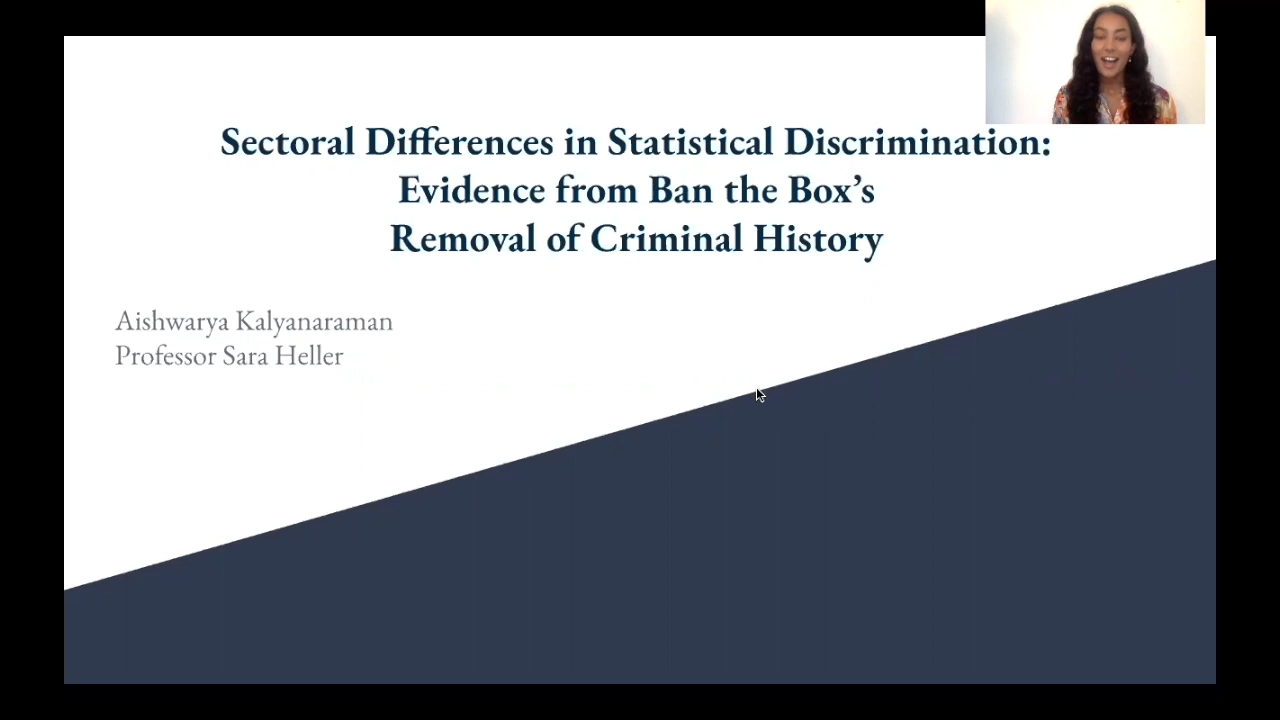 Sectoral Differences in Statistical Discrimination:
Evidence from Ban the Box’s
Removal of Criminal History
Aishwarya Kalyanaraman
Professor Sara Heller